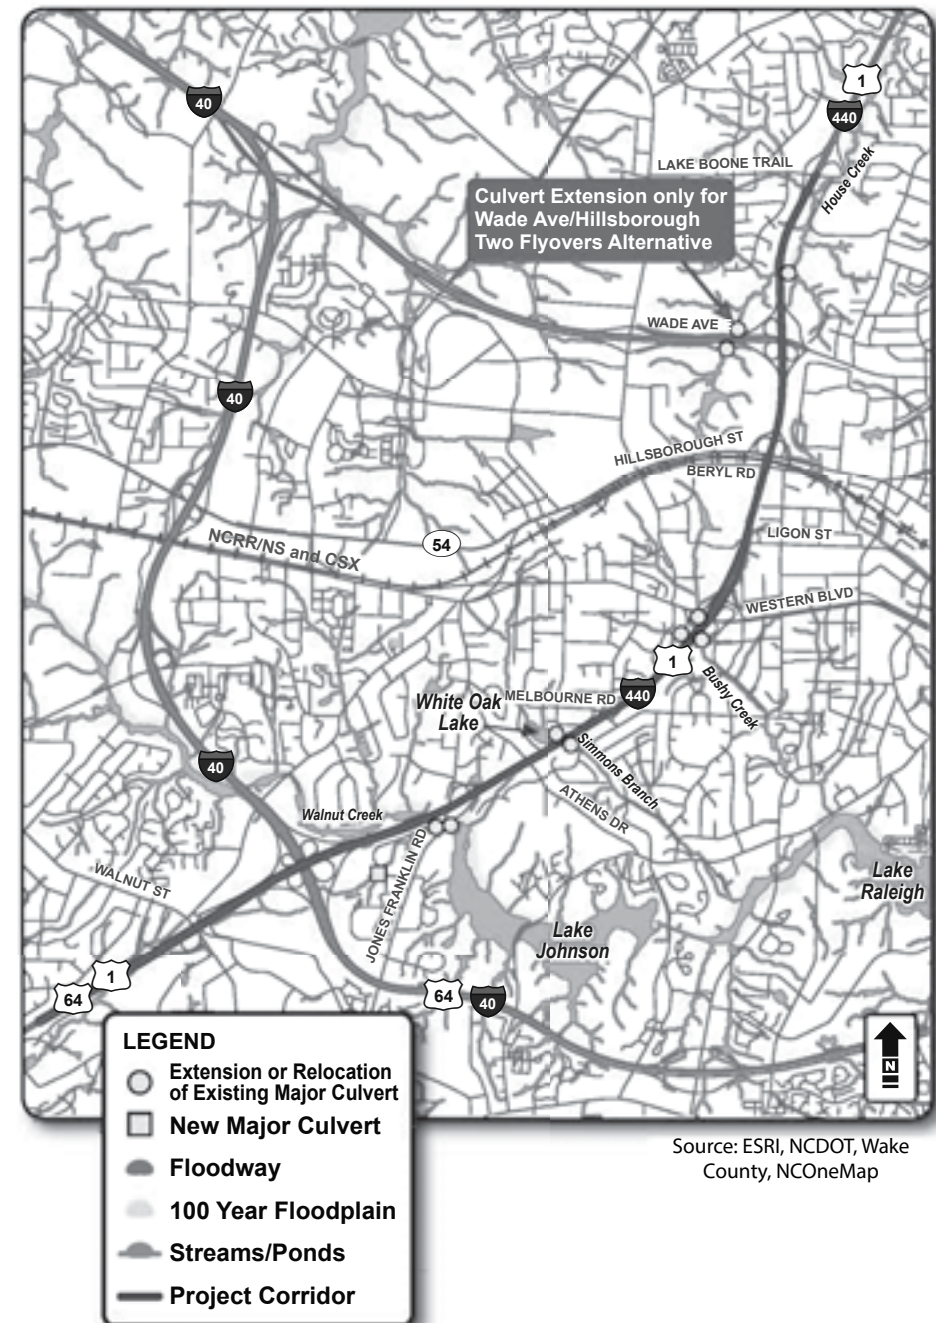 1
40
440
LAKE BOONE TRAIL
House Creek
Culvert Extension only for
Wade Ave/Hillsborough
Two Flyovers Alternative
WADE AVE
40
HILLSBOROUGH ST
BERYL RD
LIGON ST
NCRR/NS and CSX
54
WESTERN BLVD
1
440
MELBOURNE RD
White Oak
Lake
Bushy Creek
Simmons Branch
40
ATHENS DR
Walnut Creek
JONES FRANKLIN RD
WALNUT ST
Lake
Raleigh
Lake
Johnson
1
64
64
40
N
LEGEND
Extension or Relocation
of Existing Major Culvert
New Major Culvert
Floodway
100 Year Floodplain
Streams/Ponds
Project Corridor
Source: ESRI, NCDOT, Wake
County, NCOneMap